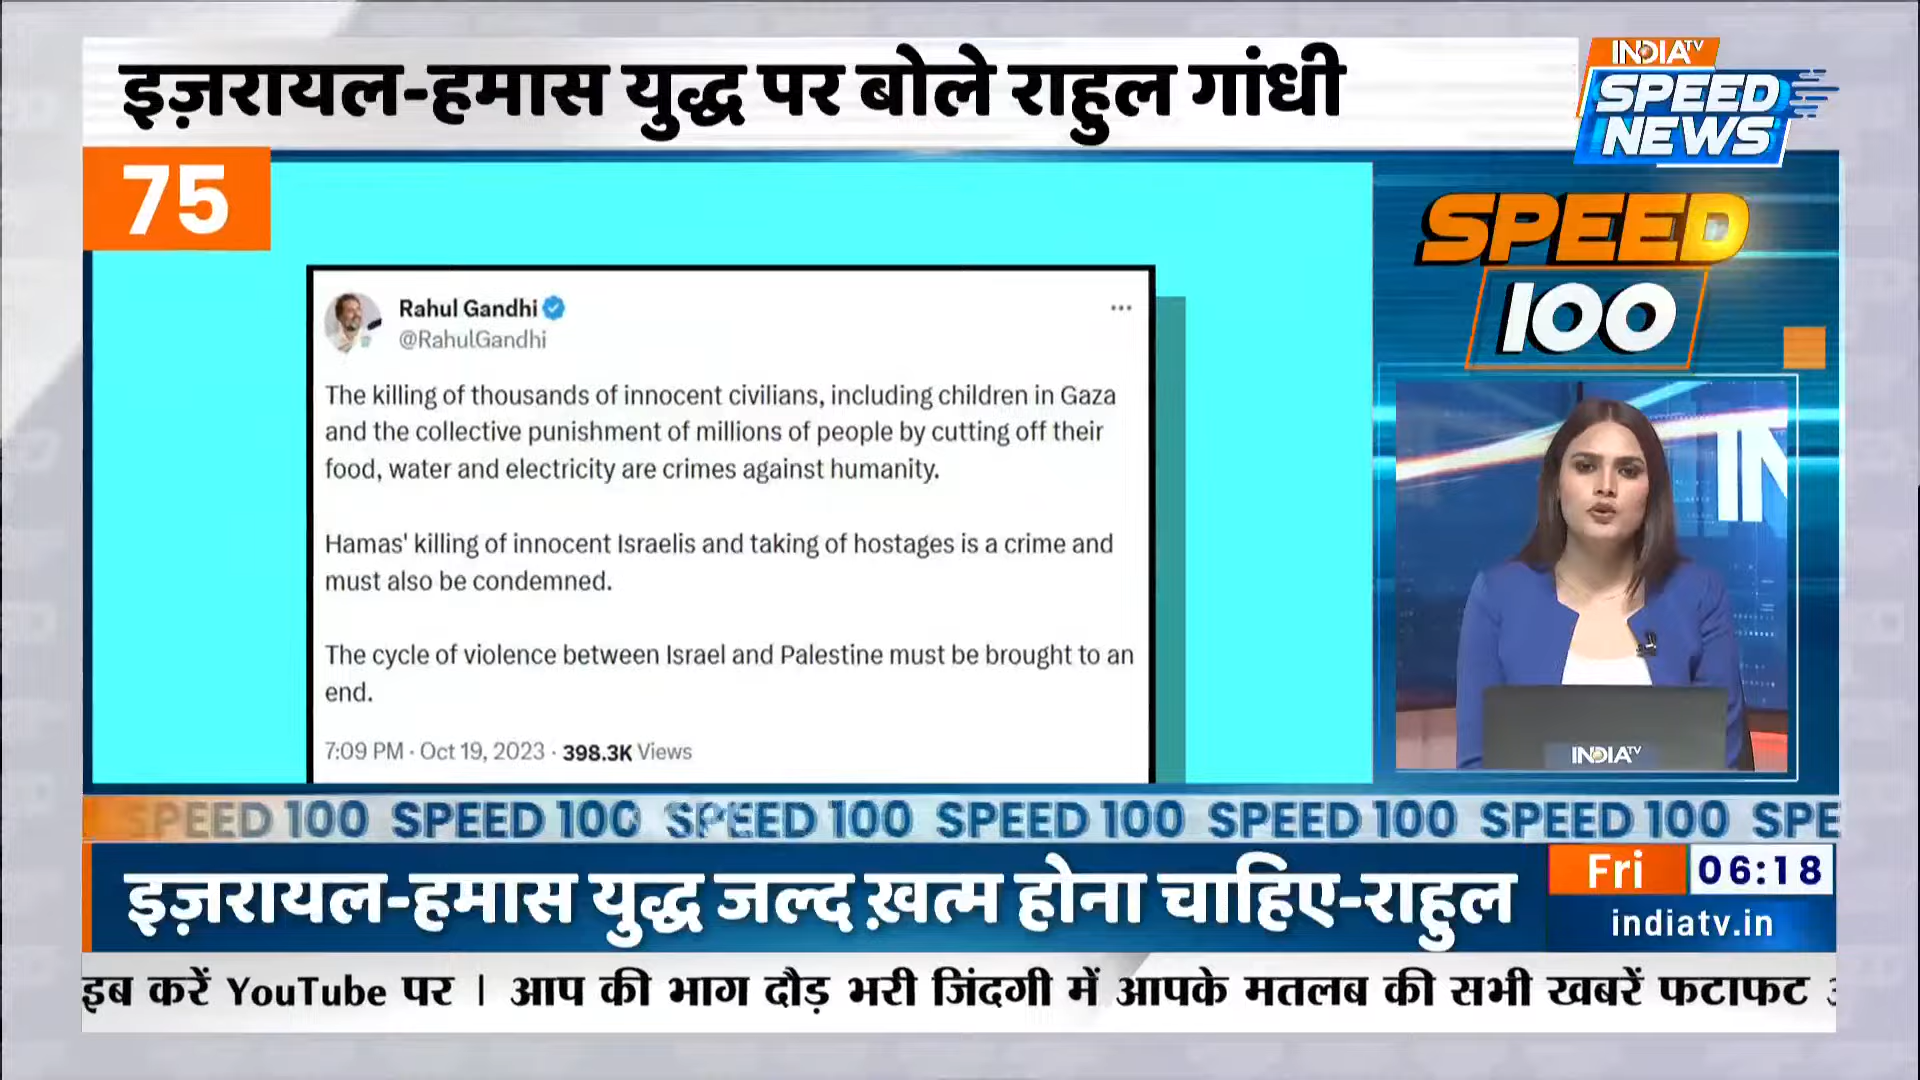 इज़रायल-हमास युद्ध पर बोले राहुल गांधी
INDIA TV
SPEED
NEWS
75
SPEED
100
Rahul Gandhi
@RahulGandhi
The killing of thousands of innocent civilians, including children in Gaza
and the collective punishment of millions of people by cutting off their
food, water and electricity are crimes against humanity.
Hamas' killing of innocent Israelis and taking of hostages is a crime and
must also be condemned.
The cycle of violence between Israel and Palestine must be brought to an
end.
7:09 PM · Oct 19, 2023 · 398.3K Views
INDIA TV
SPEED 100 SPEED 100 SPEED 100 SPEED 100 SPEED 100 SPEED 100 SPE
इज़रायल-हमास युद्ध जल्द ख़त्म होना चाहिए-राहुल
Fri 06:18
indiatv.in
इब करें YouTube पर | आप की भाग दौड़ भरी जिंदगी में आपके मतलब की सभी खबरें फटाफट